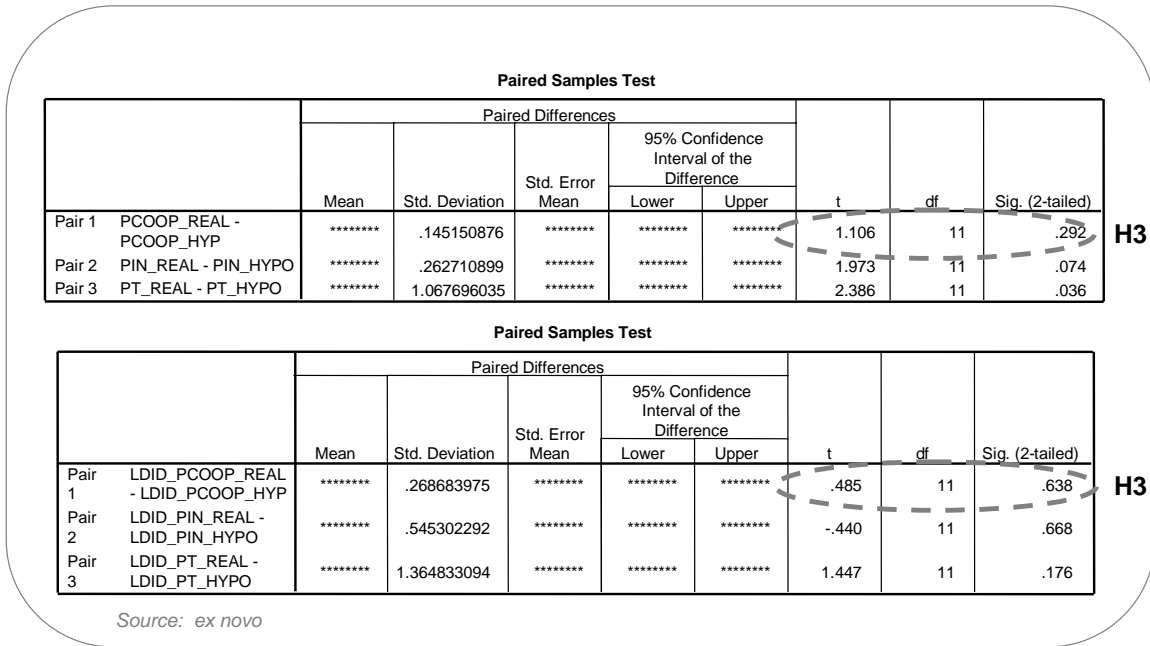 Paired Samples Test
Paired Differences
95% Confidence
Interval of the
Difference
Std. Error
Mean Std. Deviation Mean Lower Upper t df Sig. (2-tailed)
Pair 1 PCOOP_REAL -
PCOOP_HYP ******** .145150876 ******** ******** ******** 1.106 11 .292 H3
Pair 2 PIN_REAL - PIN_HYPO ******** .262710899 ******** ******** ******** 1.973 11 .074
Pair 3 PT_REAL - PT_HYPO ******** 1.067696035 ******** ******** ******** 2.386 11 .036
Paired Samples Test
Paired Differences
95% Confidence
Interval of the
Difference
Std. Error
Mean Std. Deviation Mean Lower Upper t df Sig. (2-tailed)
Pair LDID_PCOOP_REAL
1 - LDID_PCOOP_HYP ******** .268683975 ******** ******** ******** .485 11 .638 H3
Pair LDID_PIN_REAL -
2 LDID_PIN_HYPO ******** .545302292 ******** ******** ******** -.440 11 .668
Pair LDID_PT_REAL -
3 LDID_PT_HYPO ******** 1.364833094 ******** ******** ******** 1.447 11 .176
Source: ex novo